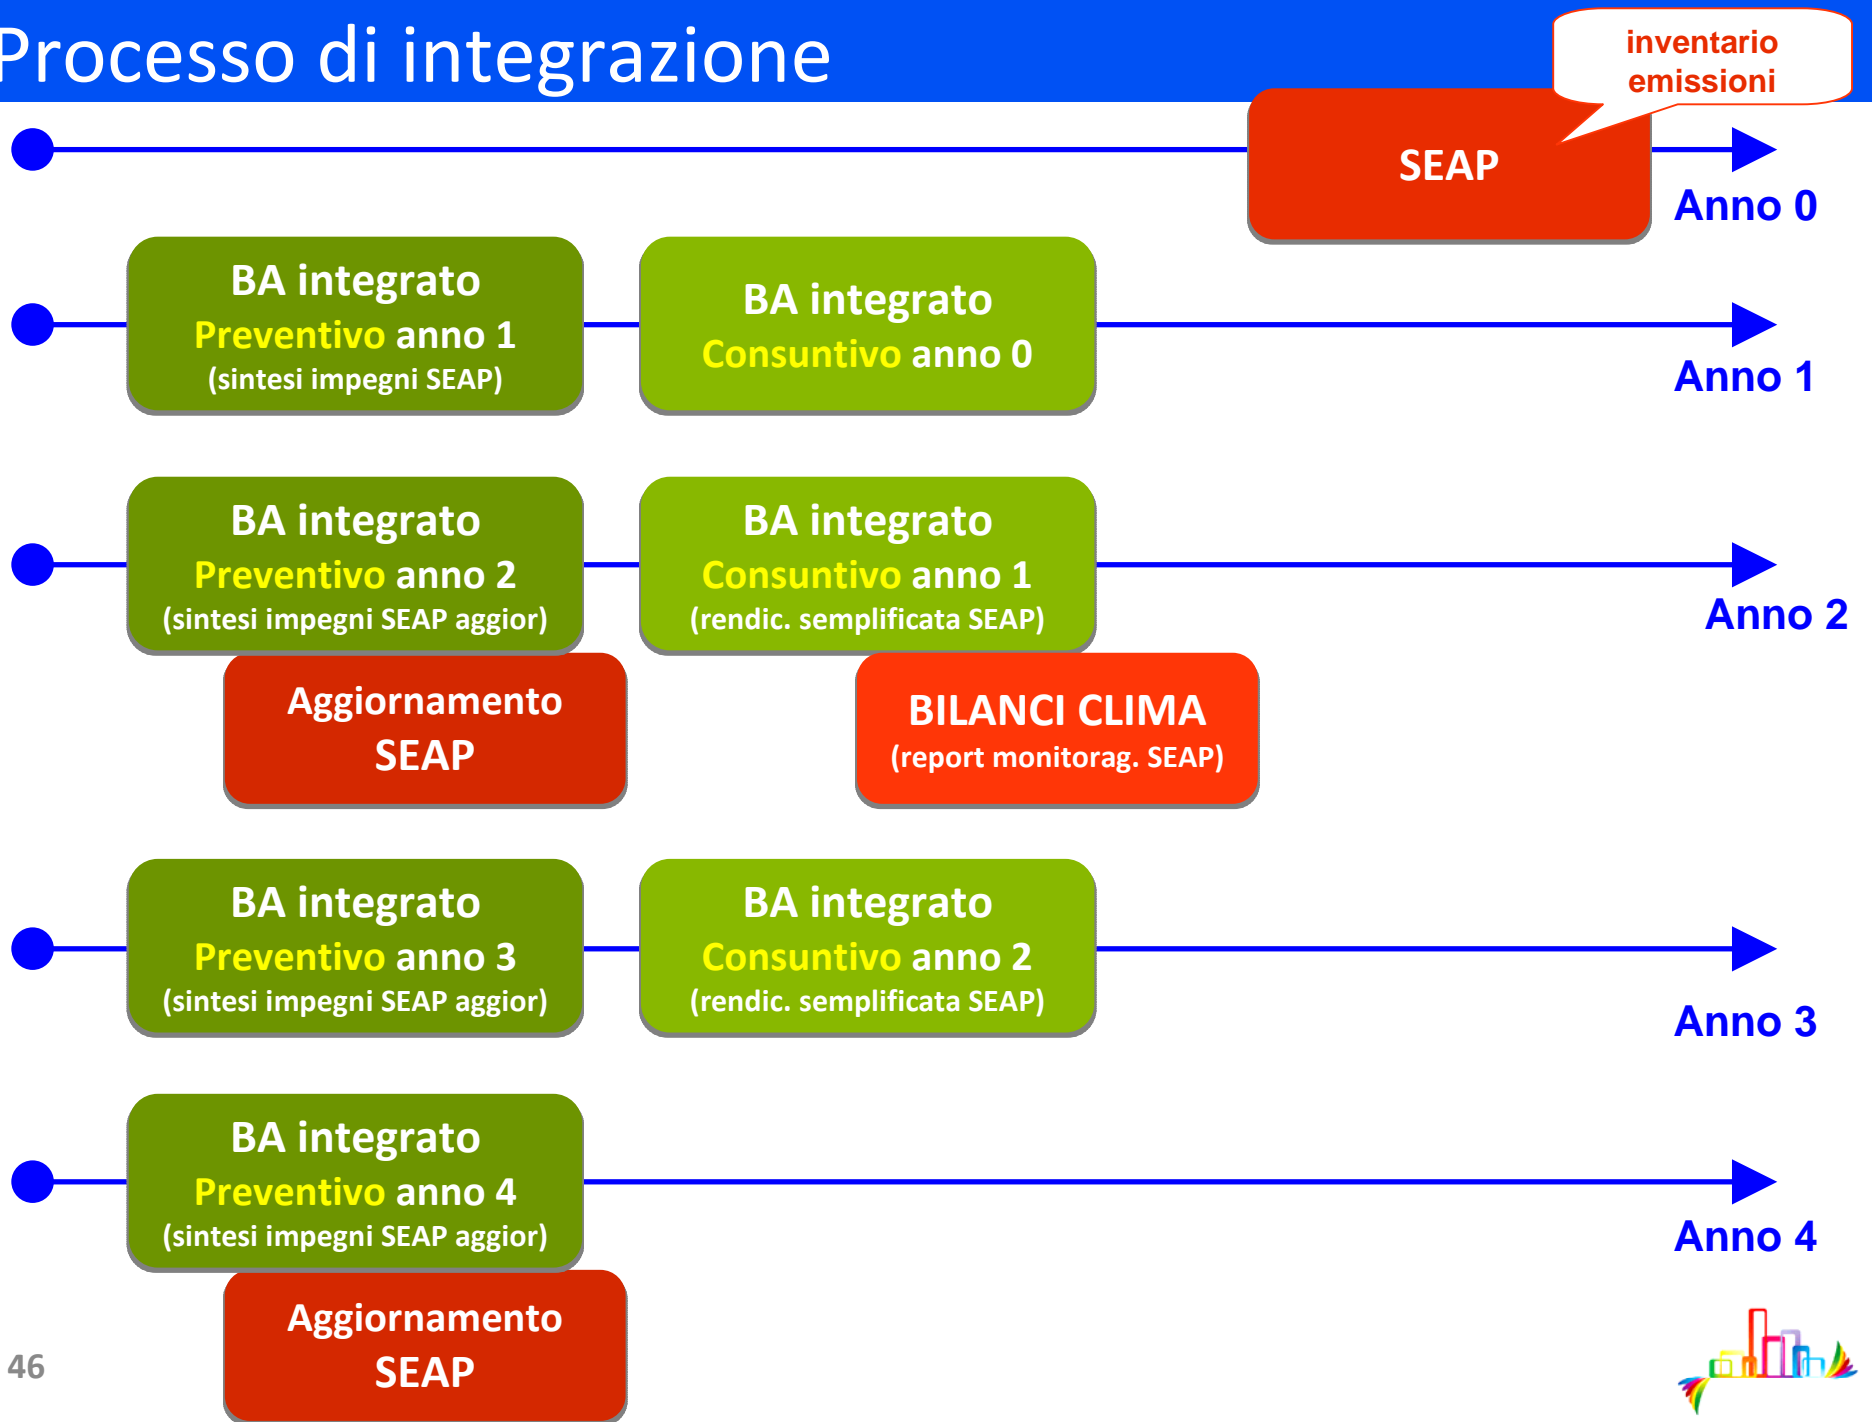 Processo di integrazione
inventario
emissioni
SEAP
Anno 0
BA integrato
Preventivo anno 1
(sintesi impegni SEAP)
BA integrato
Consuntivo anno 0
Anno 1
BA integrato
Preventivo anno 2
(sintesi impegni SEAP aggior)
BA integrato
Consuntivo anno 1
(rendic. semplificata SEAP)
Anno 2
Aggiornamento
SEAP
BILANCI CLIMA
(report monitorag. SEAP)
BA integrato
Preventivo anno 3
(sintesi impegni SEAP aggior)
BA integrato
Consuntivo anno 2
(rendic. semplificata SEAP)
Anno 3
BA integrato
Preventivo anno 4
(sintesi impegni SEAP aggior)
Anno 4
Aggiornamento
SEAP
46